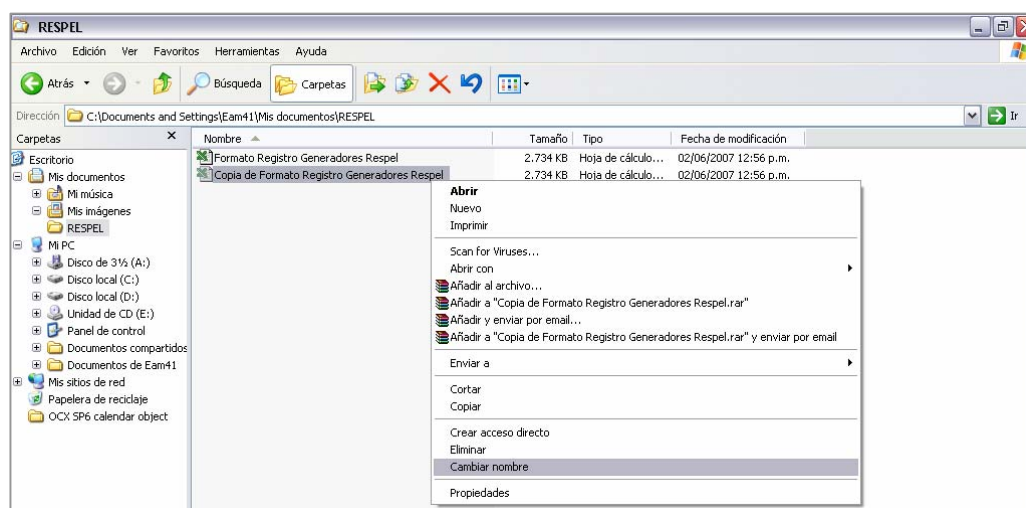 RESPEL
Archivo Edición Ver Favoritos Herramientas Ayuda
Atrás Búsqueda Carpetas
Dirección C:\Documents and Settings\Eam41\Mis documentos\RESPEL Ir
Carpetas x Nombre Tamaño Tipo Fecha de modificación
Escritorio
Mis documentos
Mi música
Mis imágenes
RESPEL
Mi PC
Disco de 3½ (A:)
Disco local (C:)
Disco local (D:)
Unidad de CD (E:)
Panel de control
Documentos compartidos
Documentos de Eam41
Mis sitios de red
Papelera de reciclaje
OCX SP6 calendar object
Formato Registro Generadores Respel 2.734 KB Hoja de cálculo... 02/06/2007 12:56 p.m.
Copia de Formato Registro Generadores Respel 2.734 KB Hoja de cálculo... 02/06/2007 12:56 p.m.
Abrir
Nuevo
Imprimir
Scan for Viruses...
Abrir con
Añadir al archivo...
Añadir a "Copia de Formato Registro Generadores Respel.rar"
Añadir y enviar por email...
Añadir a "Copia de Formato Registro Generadores Respel.rar" y enviar por email
Enviar a
Cortar
Copiar
Crear acceso directo
Eliminar
Cambiar nombre
Propiedades